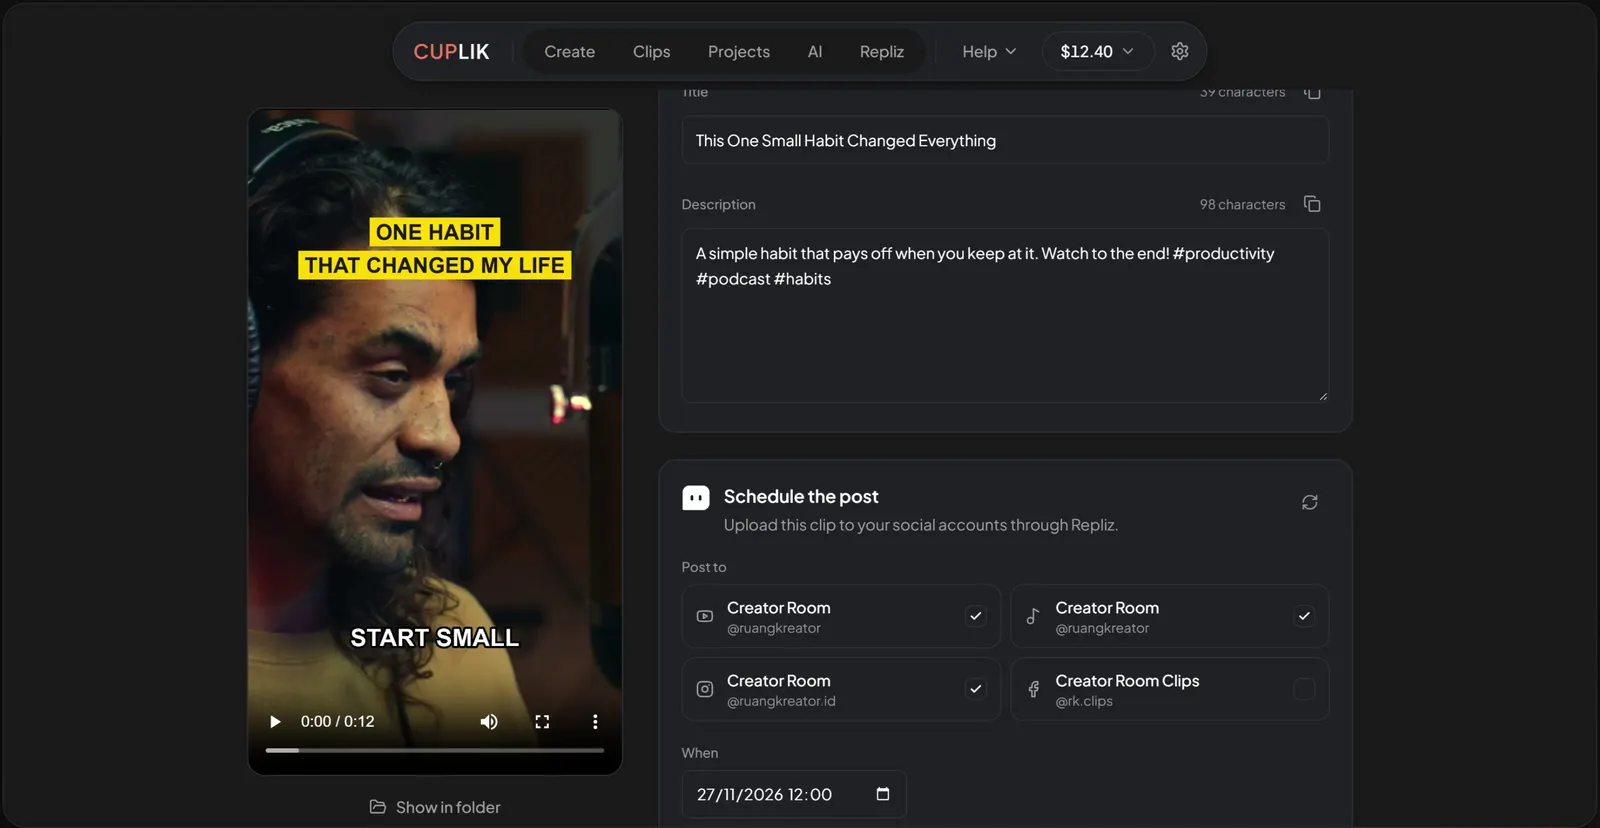 CUPLIK
Create
Clips
Projects
AI
Repliz
Help
$12.40
Title
39 characters
This One Small Habit Changed Everything
Description
98 characters
A simple habit that pays off when you keep at it. Watch to the end! #productivity
#podcast #habits
ONE HABIT
THAT CHANGED MY LIFE
START SMALL
0:00 / 0:12
Show in folder
Schedule the post
Upload this clip to your social accounts through Repliz.
Post to
Creator Room
@ruangkreator
Creator Room
@ruangkreator
Creator Room
@ruangkreator.id
Creator Room Clips
@rk.clips
When
27/11/2026 12:00